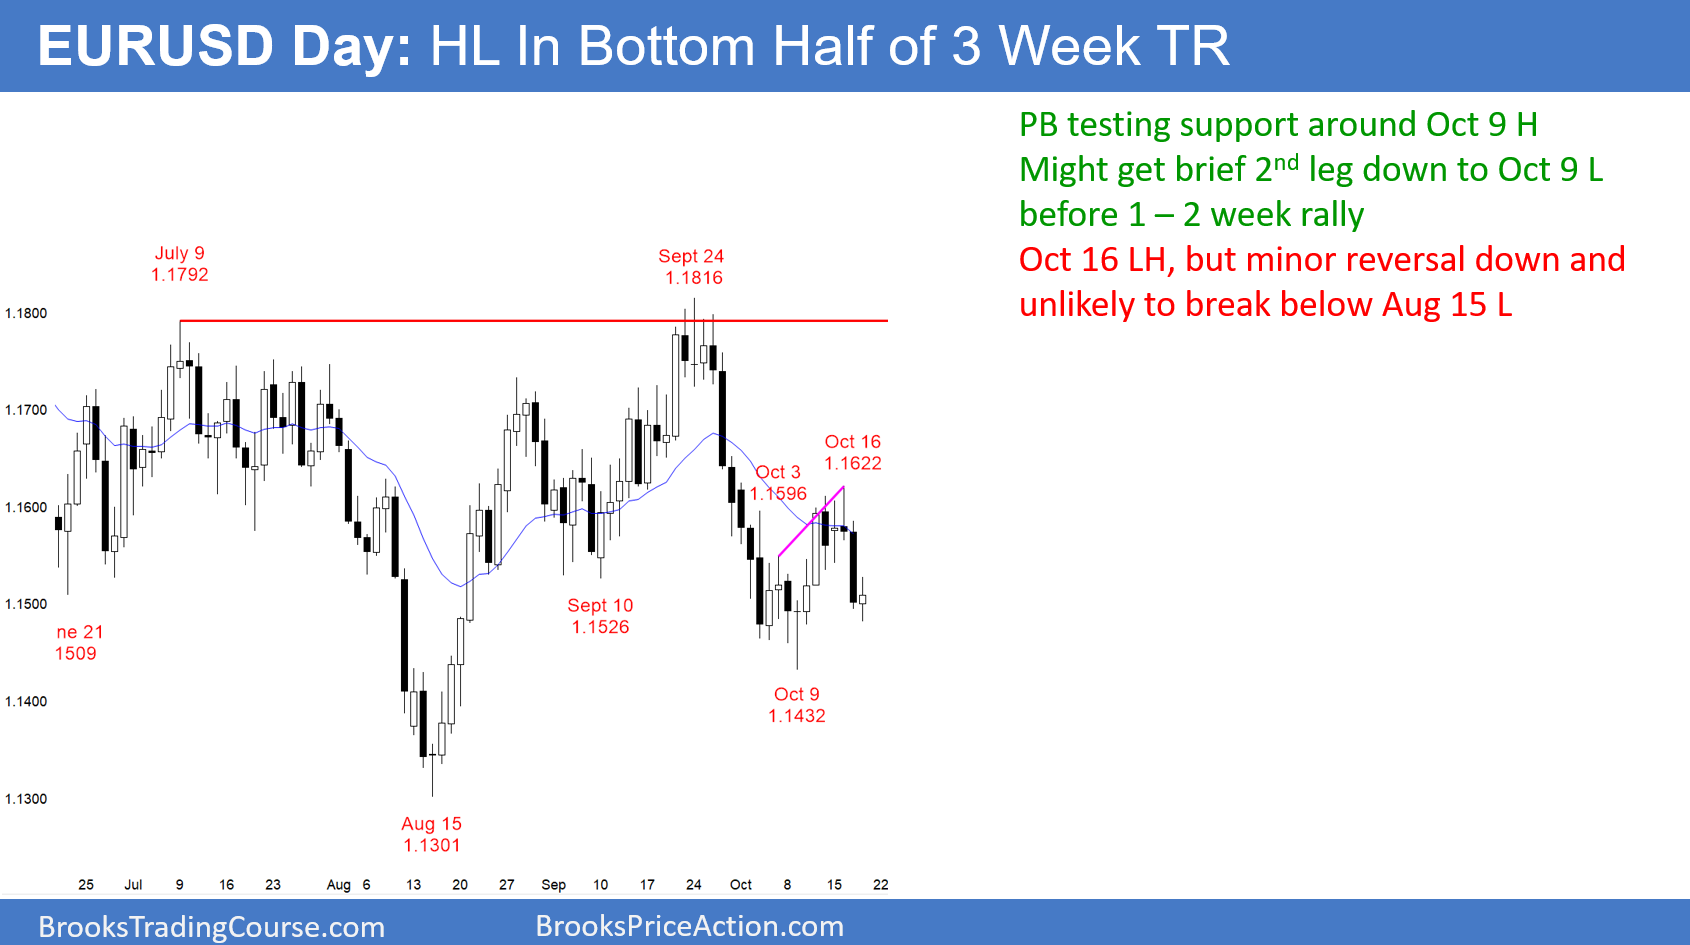 EURUSD Day: HL In Bottom Half of 3 Week TR
PB testing support around Oct 9 H
Might get brief 2nd leg down to Oct 9 L
before 1 – 2 week rally
Oct 16 LH, but minor reversal down and
unlikely to break below Aug 15 L
July 9
1.1792
Sept 24
1.1816
1.1800
1.1700
Oct 16
1.1622
Oct 3
1.1596
1.1600
1.1500
Sept 10
1.1526
ne 21
1509
Oct 9
1.1432
1.1400
1.1300
Aug 15
1.1301
25 Jul 9 16 23 Aug 6 13 20 27 Sep 10 17 24 Oct 8 15 22
BrooksTradingCourse.com
BrooksPriceAction.com